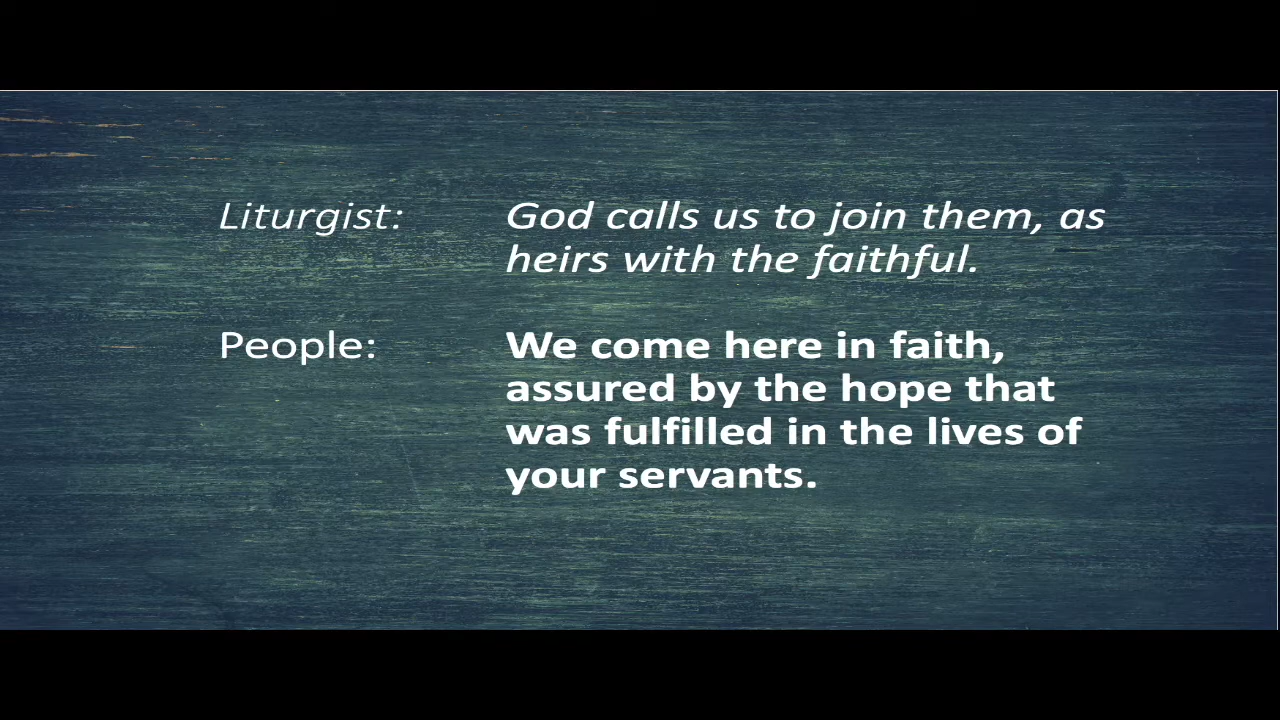 Liturgist: God calls us to join them, as
heirs with the faithful.
People: We come here in faith,
assured by the hope that
was fulfilled in the lives of
your servants.